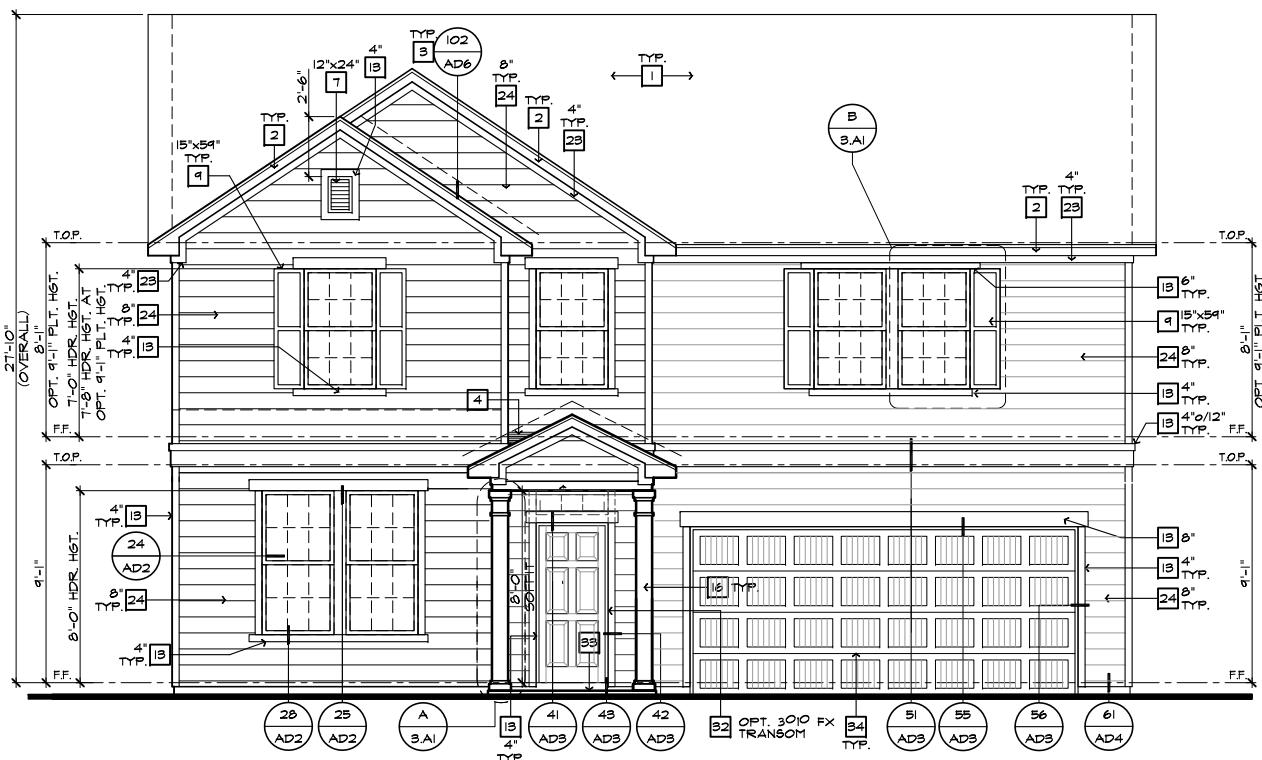 TYP.
3
102
AD6
4"
13
12"x24"
7
2'-6"
8"
TYP.
24
TYP.
1
TYP.
2
TYP.
2
4"
TYP.
23
B
3.A1
15"x59"
TYP.
9
4"
TYP.
23
TYP.
2
T.O.P.
T.O.P.
27'-10"
(OVERALL)
8'-1"
OPT. 9'-1" PLT. HGT.
7'-0" HDR. HGT.
7'-8" HDR. HGT. AT
OPT. 9'-1" PLT. HGT.
4"
TYP.
23
8"
TYP.
24
4"
TYP.
13
13
6"
TYP.
9
15"x59"
TYP.
24
8"
TYP.
13
4"
TYP.
13
4"o/12"
TYP.
8'-1"
OPT. 9'-1" PLT HGT.
4
F.F.
F.F.
T.O.P.
T.O.P.
9'-1"
8'-0" HDR. HGT.
4"
TYP.
13
24
AD2
8"
TYP.
24
4"
TYP.
13
8'-0"
SOFFIT
16
TYP.
33
13
8"
13
4"
TYP.
24
8"
TYP.
9'-1"
F.F.
F.F.
28
AD2
25
AD2
A
3.A1
13
4"
TYP
41
AD3
43
AD3
42
AD3
32
OPT. 3010 FX
TRANSOM
34
TYP.
51
AD3
55
AD3
56
AD3
61
AD4